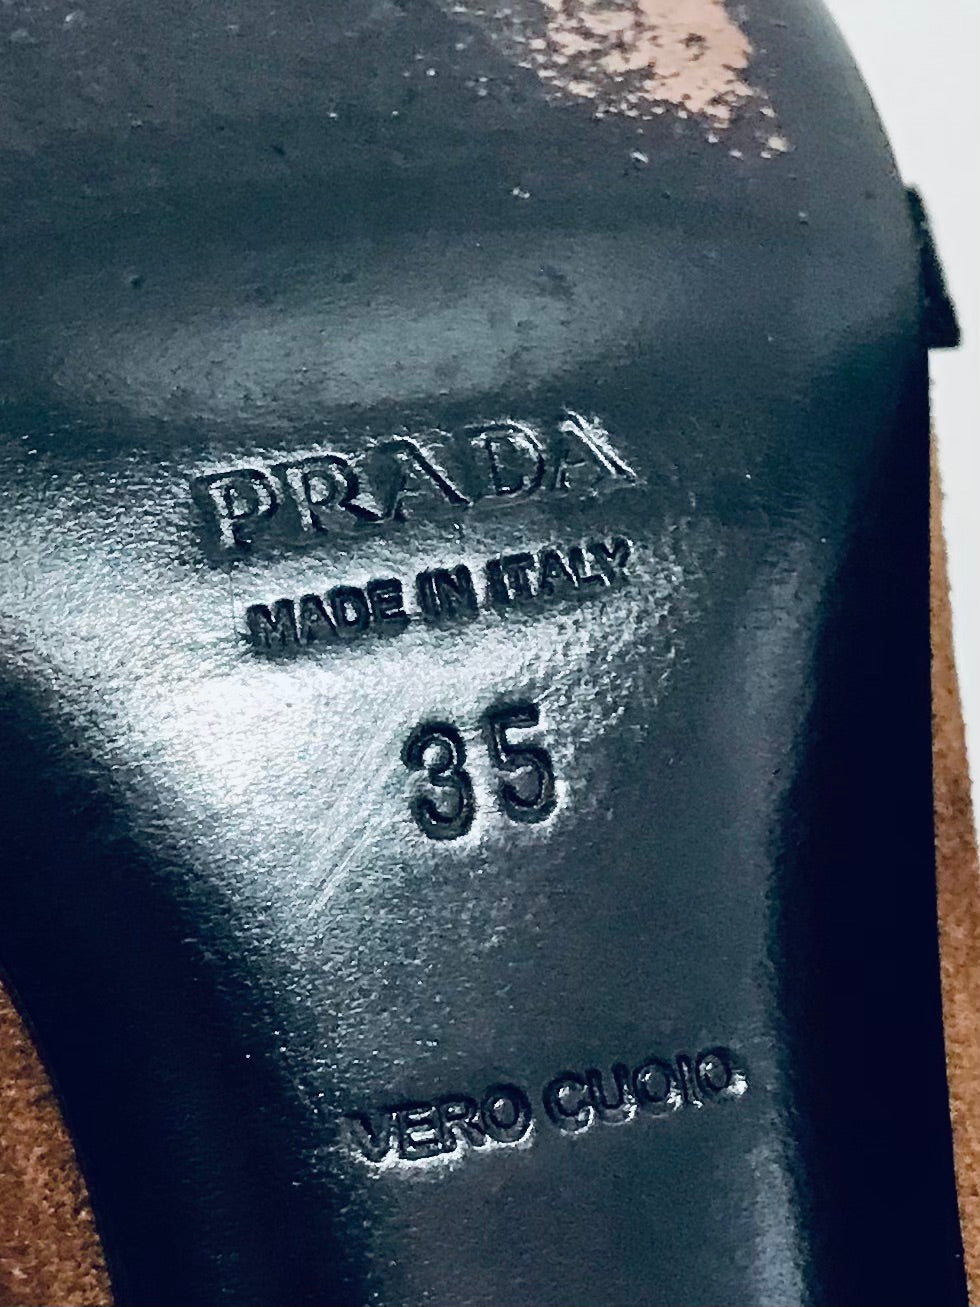 PRADA
MADE IN ITALY
35
VERO CUOIO